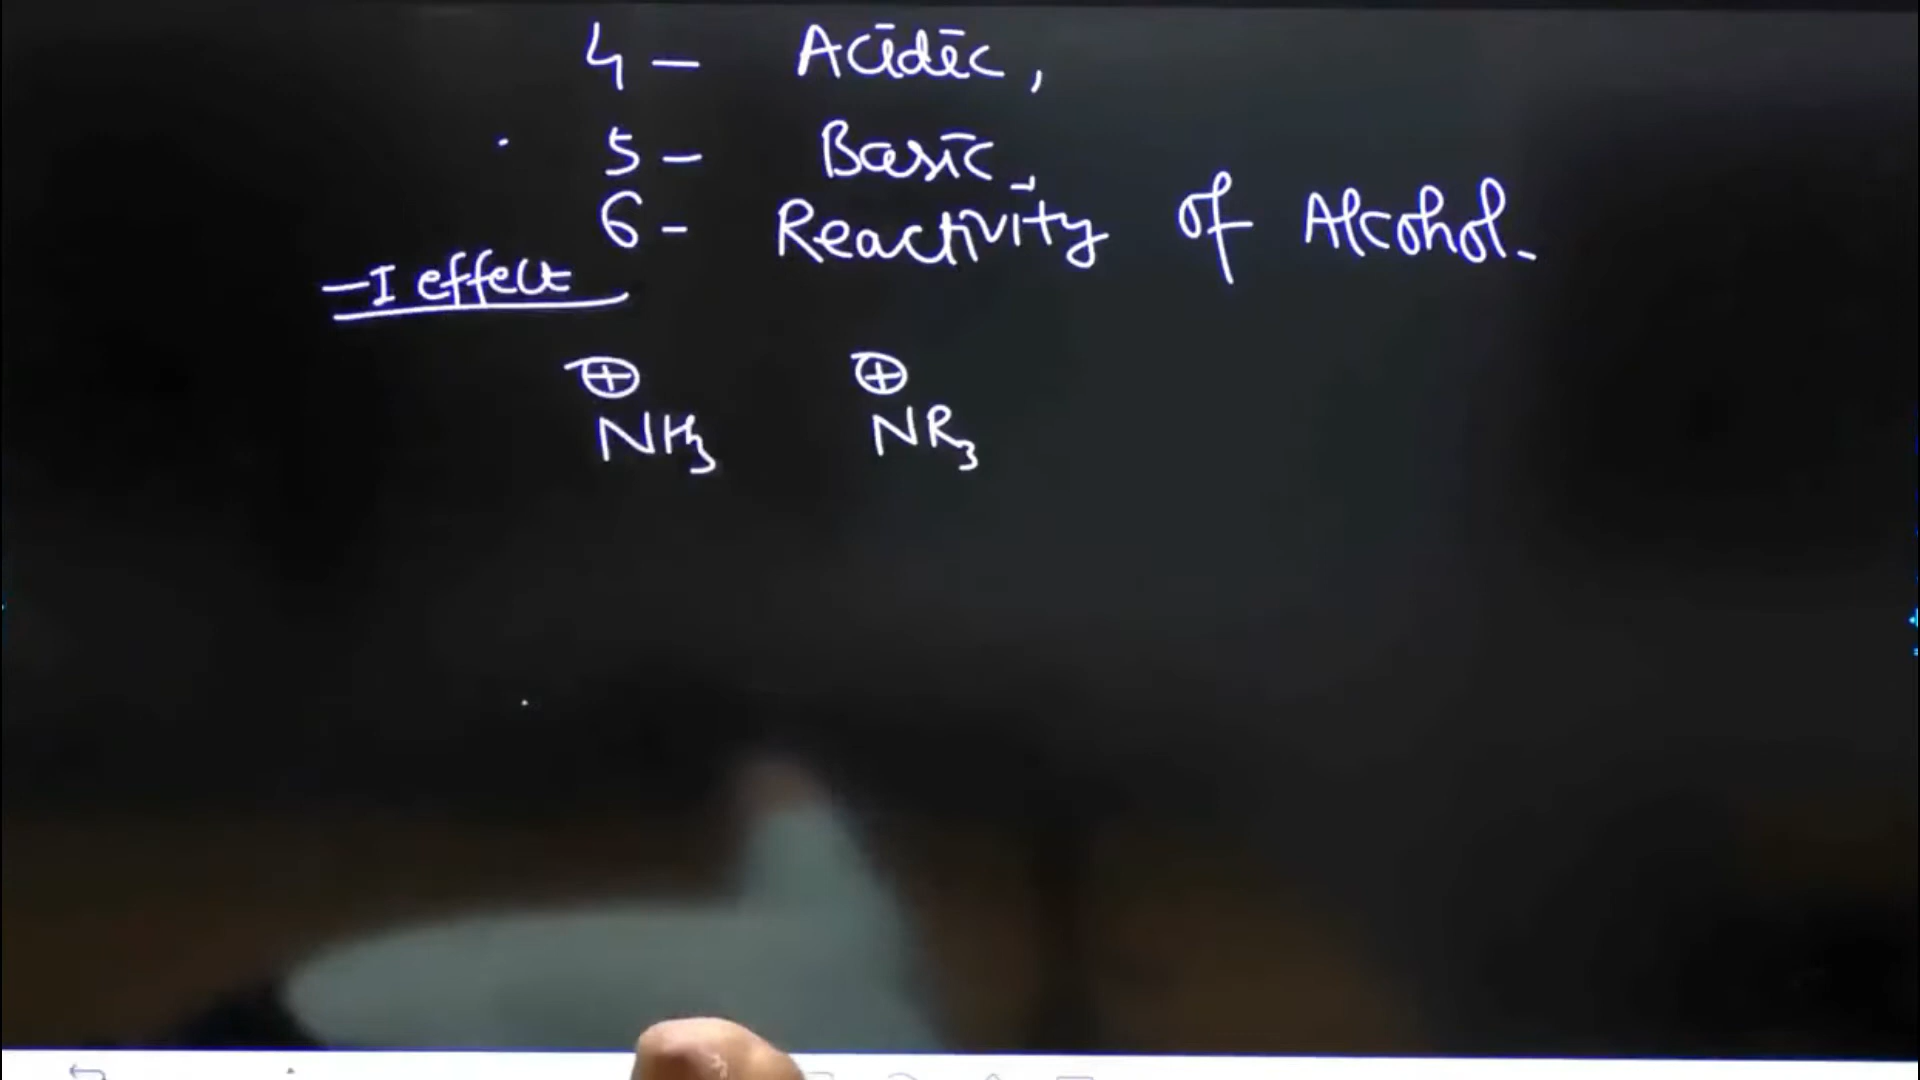 4 - Acidic,
5 - Basic,
6 - Reactivity of Alcohol.
-I effect
⊕ ⊕
NH3 NR3